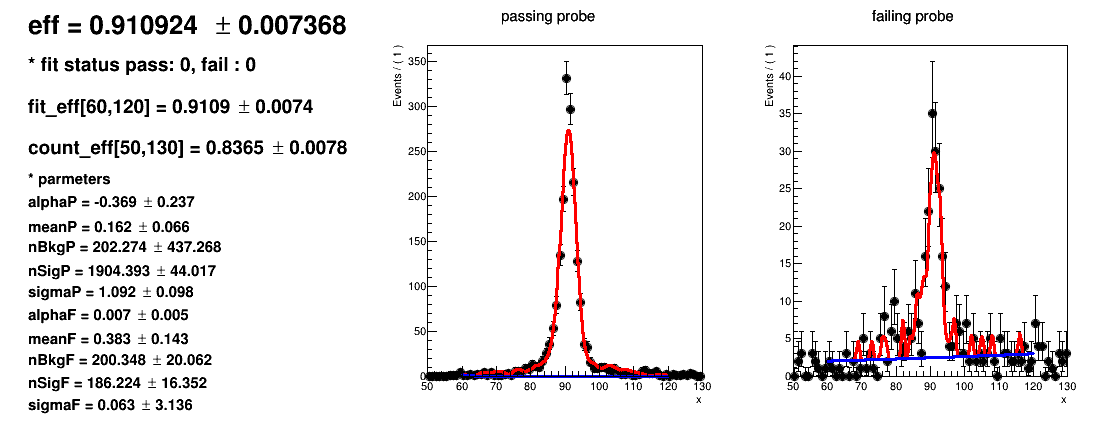 eff = 0.910924 ± 0.007368
* fit status pass: 0, fail : 0
fit_eff[60,120] = 0.9109 ± 0.0074
count_eff[50,130] = 0.8365 ± 0.0078
* parmeters
alphaP = -0.369 ± 0.237
meanP = 0.162 ± 0.066
nBkgP = 202.274 ± 437.268
nSigP = 1904.393 ± 44.017
sigmaP = 1.092 ± 0.098
alphaF = 0.007 ± 0.005
meanF = 0.383 ± 0.143
nBkgF = 200.348 ± 20.062
nSigF = 186.224 ± 16.352
sigmaF = 0.063 ± 3.136
passing probe
Events / ( 1 )
350
300
250
200
150
100
50
0
50 60 70 80 90 100 110 120 130
x
failing probe
Events / ( 1 )
40
35
30
25
20
15
10
5
0
50 60 70 80 90 100 110 120 130
x